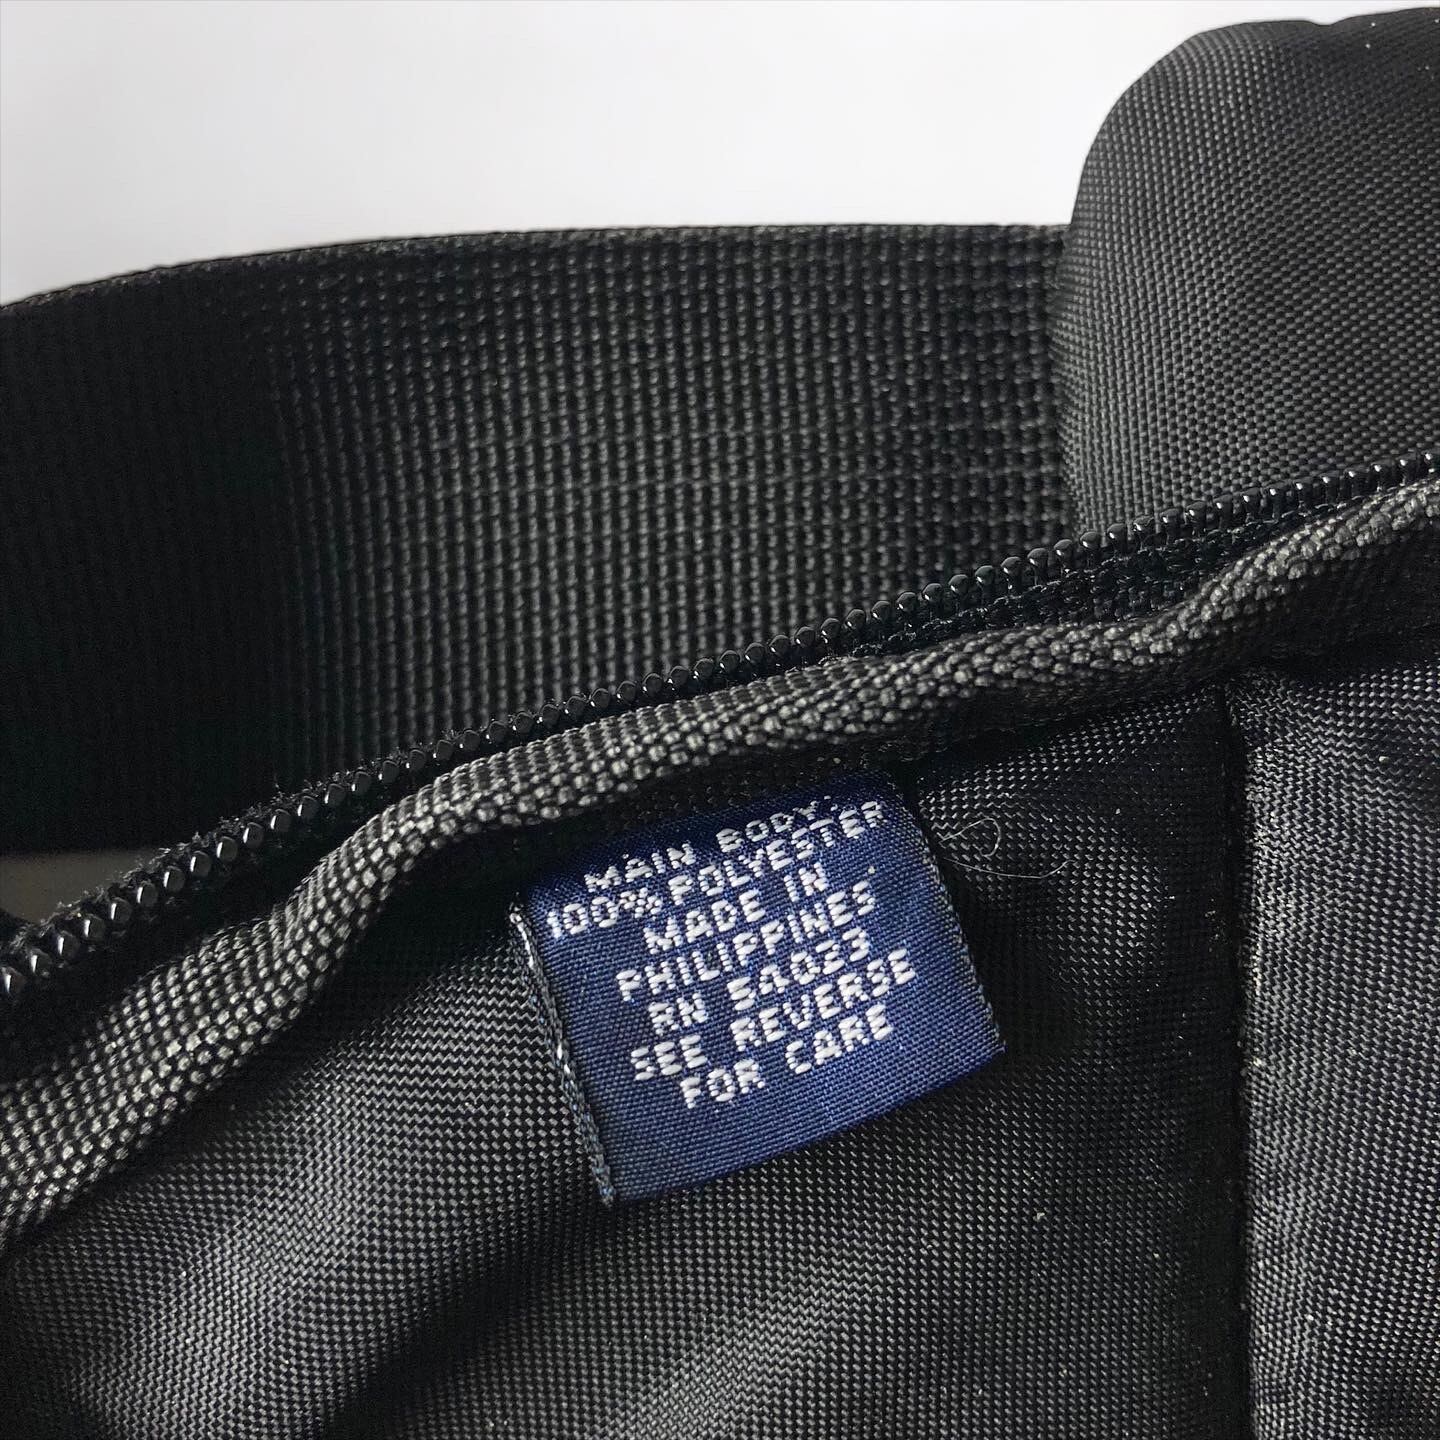 MAIN BODY:
100% POLYESTER
MADE IN
PHILIPPINES
RN 54023
SEE REVERSE
FOR CARE